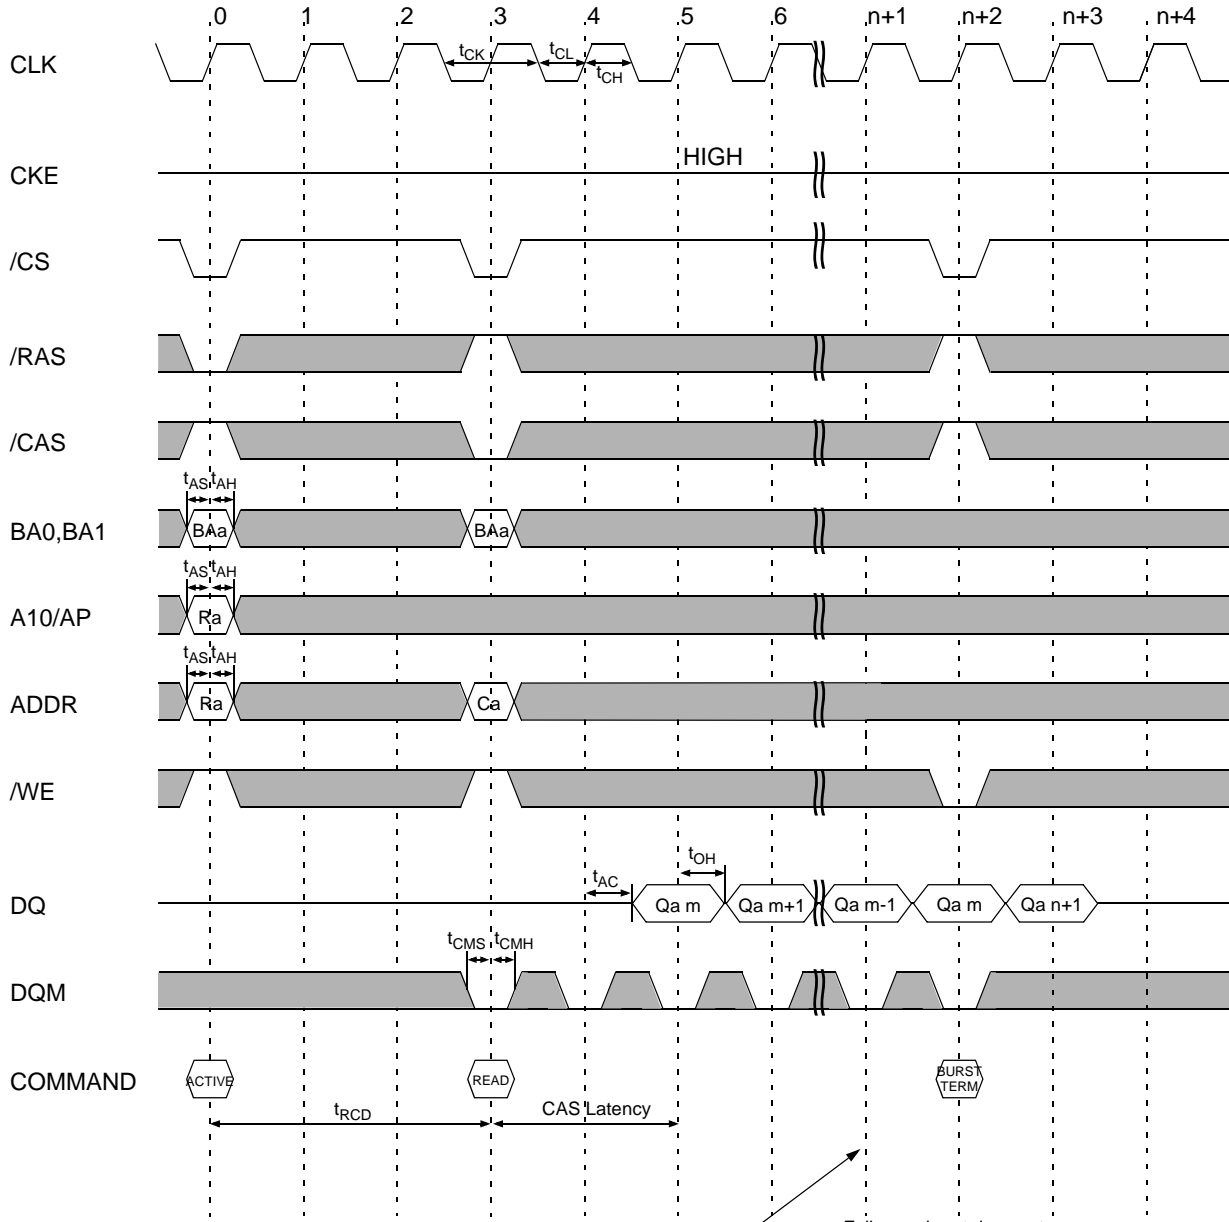 0 1 2 3 4 5 6 n+1 n+2 n+3 n+4
CLK tCK tCL tCH
CKE HIGH
/CS
/RAS
/CAS
tAS tAH
BA0,BA1 BAa BAa
tAS tAH
A10/AP Ra
tAS tAH
ADDR Ra Ca
/WE
tAC tOH
DQ Qa m Qa m+1 Qa m-1 Qa m Qa n+1
tCMS tCMH
DQM
COMMAND ACTIVE READ BURST TERM
tRCD CAS Latency